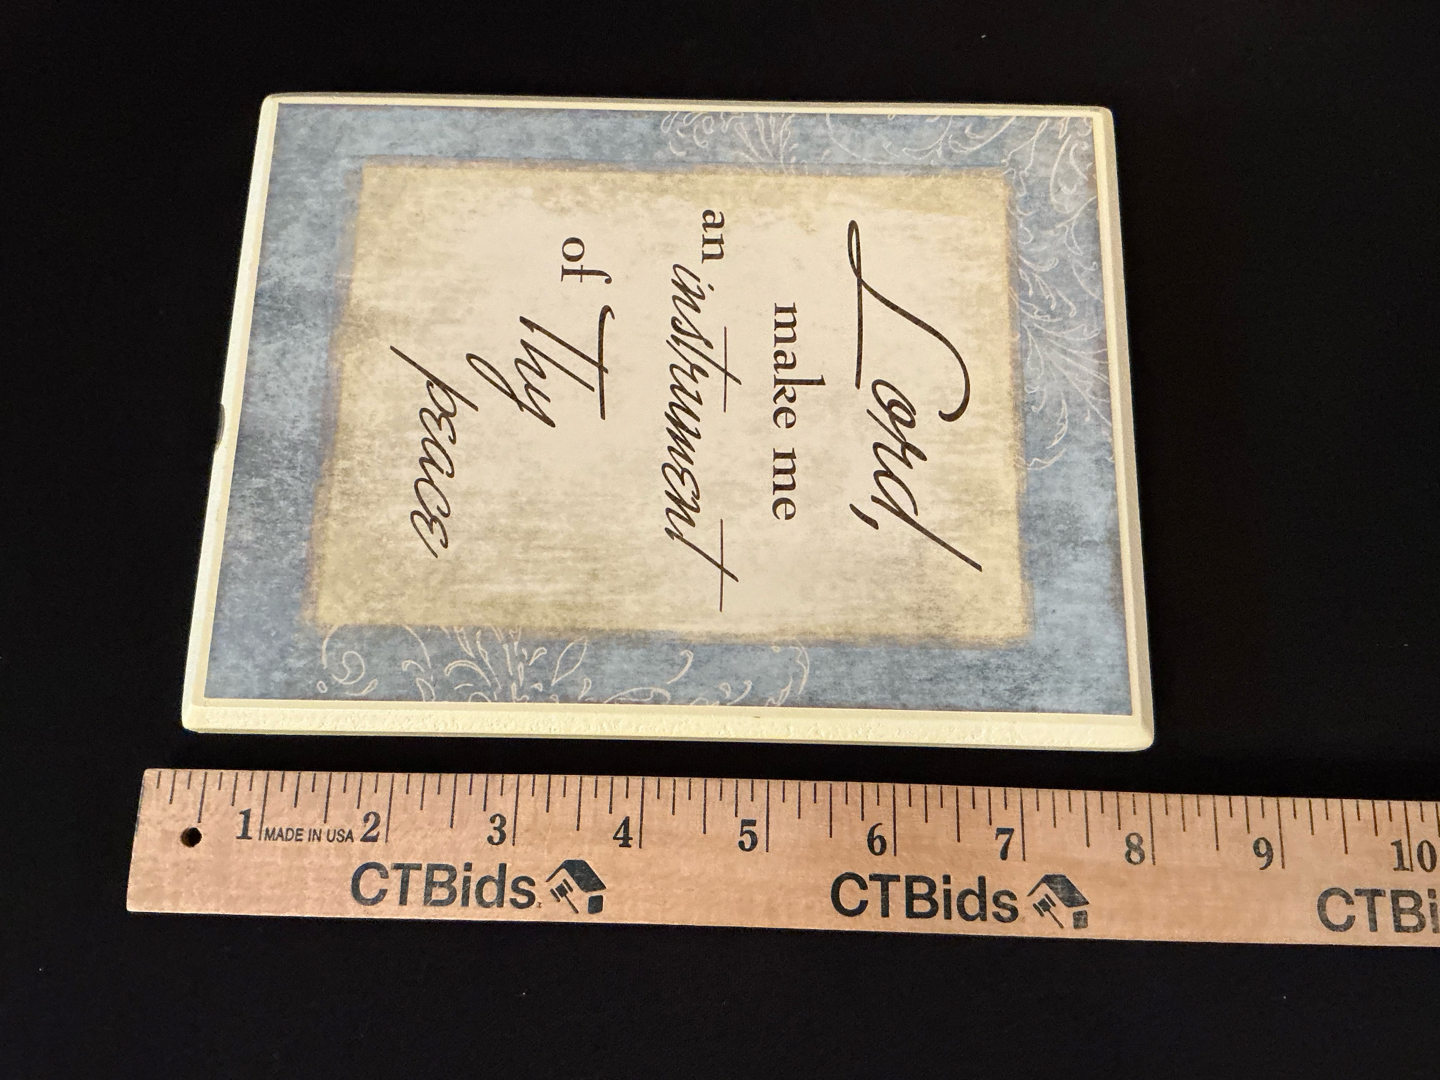 Lord,
make me
an instrument
of Thy
peace
1 MADE IN USA 2 3 4 5 6 7 8 9 10
CTBids. CTBids CTBi